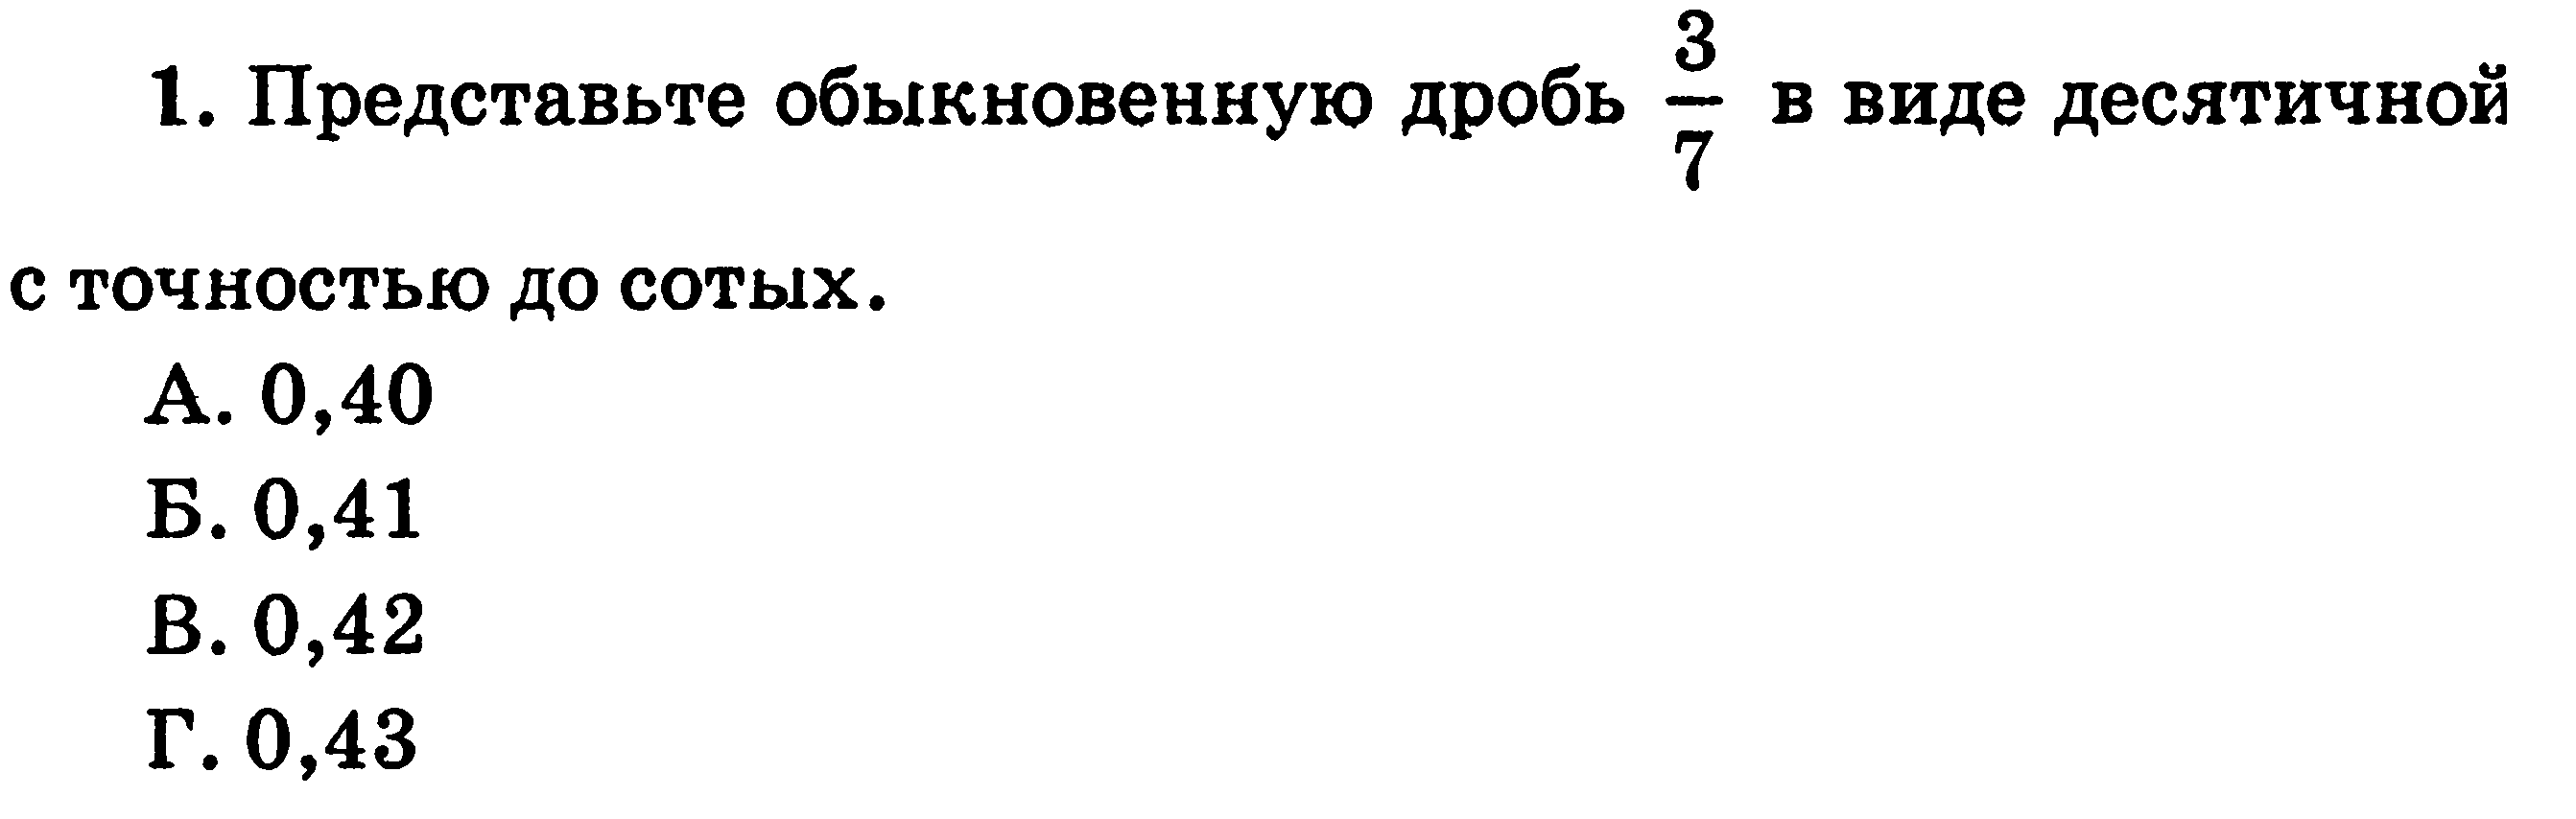 1. Представьте обыкновенную дробь 3/7 в виде десятичной
с точностью до сотых.
А. 0,40
Б. 0,41
В. 0,42
Г. 0,43